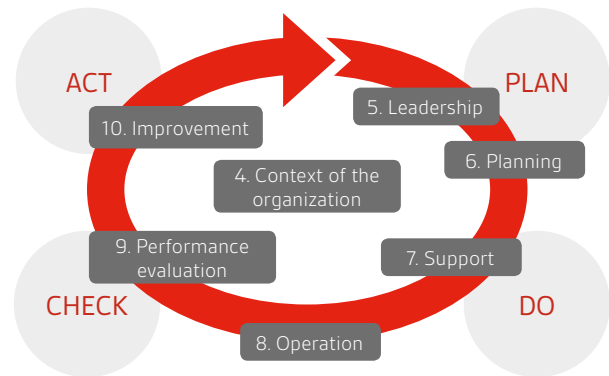 ACT
PLAN
10. Improvement
5. Leadership
6. Planning
4. Context of the
organization
9. Performance
evaluation
7. Support
CHECK
DO
8. Operation